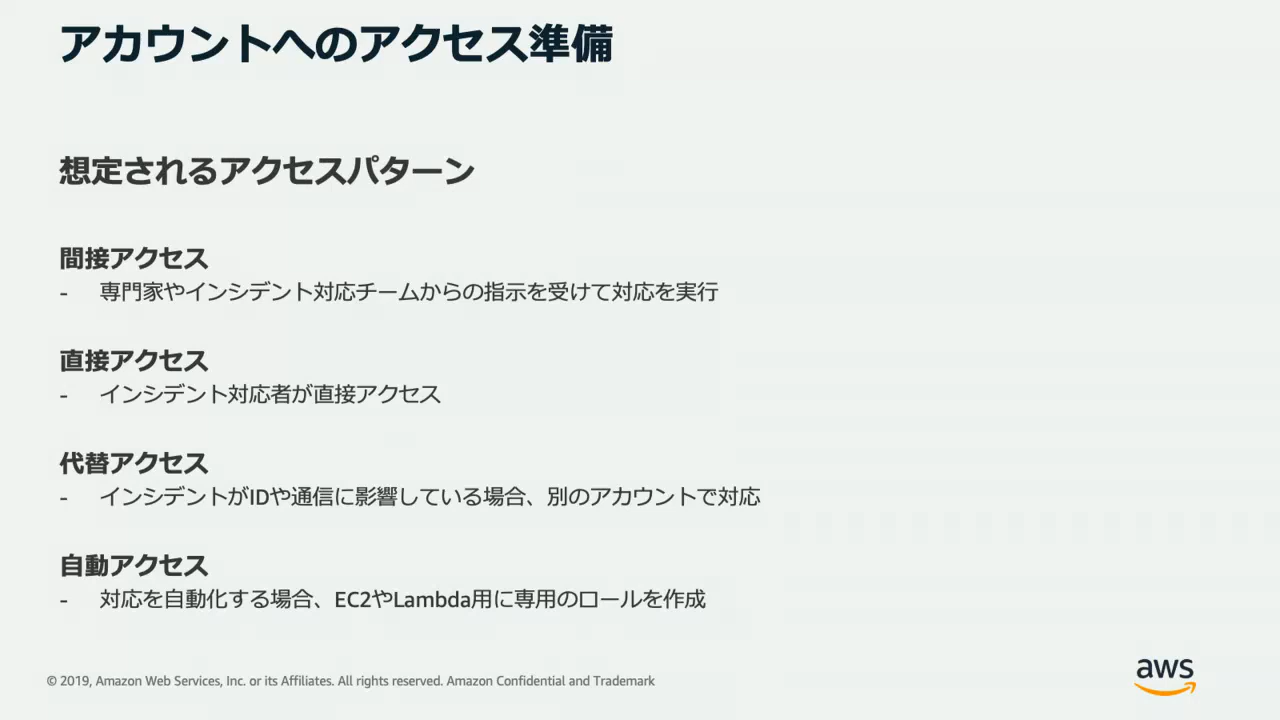 アカウントへのアクセス準備
想定されるアクセスパターン
間接アクセス
- 専門家やインシデント対応チームからの指示を受けて対応を実行
直接アクセス
- インシデント対応者が直接アクセス
代替アクセス
- インシデントがIDや通信に影響している場合、別のアカウントで対応
自動アクセス
- 対応を自動化する場合、EC2やLambda用に専用のロールを作成
© 2019, Amazon Web Services, Inc. or its Affiliates. All rights reserved. Amazon Confidential and Trademark
aws